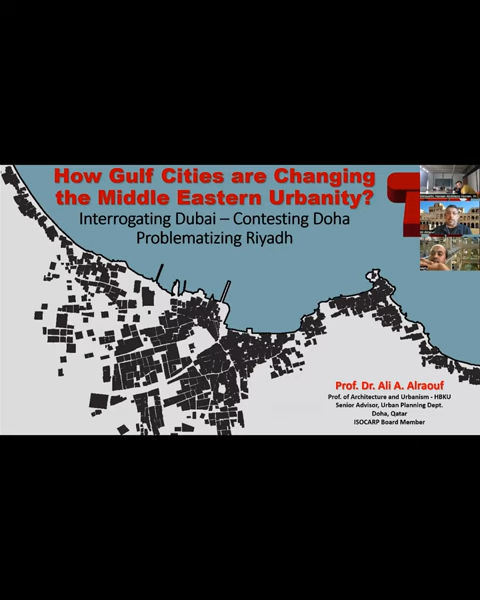 How Gulf Cities are Changing
the Middle Eastern Urbanity?
Interrogating Dubai – Contesting Doha
Problematizing Riyadh
Prof. Dr. Ali A. Alraouf
Prof. of Architecture and Urbanism - HBKU
Senior Advisor, Urban Planning Dept.
Doha, Qatar
ISOCARP Board Member